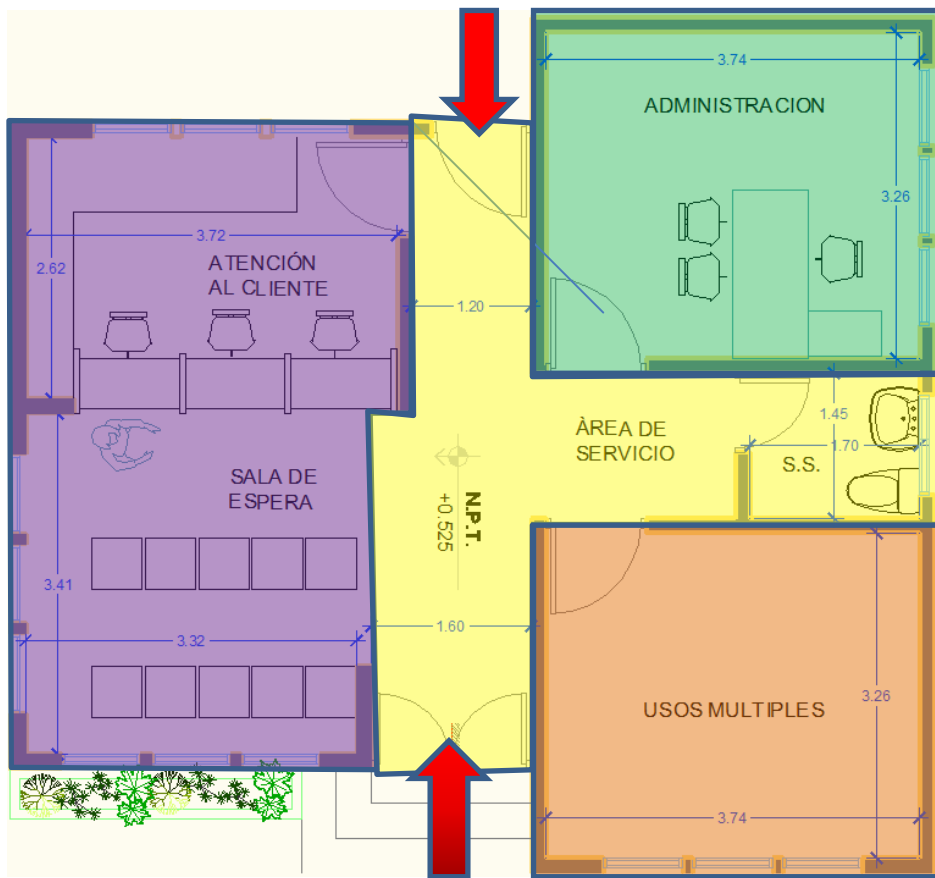 3.74
ADMINISTRACION
3.26
3.72
2.62
ATENCIÓN
AL CLIENTE
1.20
ÀREA DE
SERVICIO
1.45
1.70
S.S.
SALA DE
ESPERA
N.P.T.
+0.525
3.41
3.32
1.60
3.26
USOS MULTIPLES
3.74